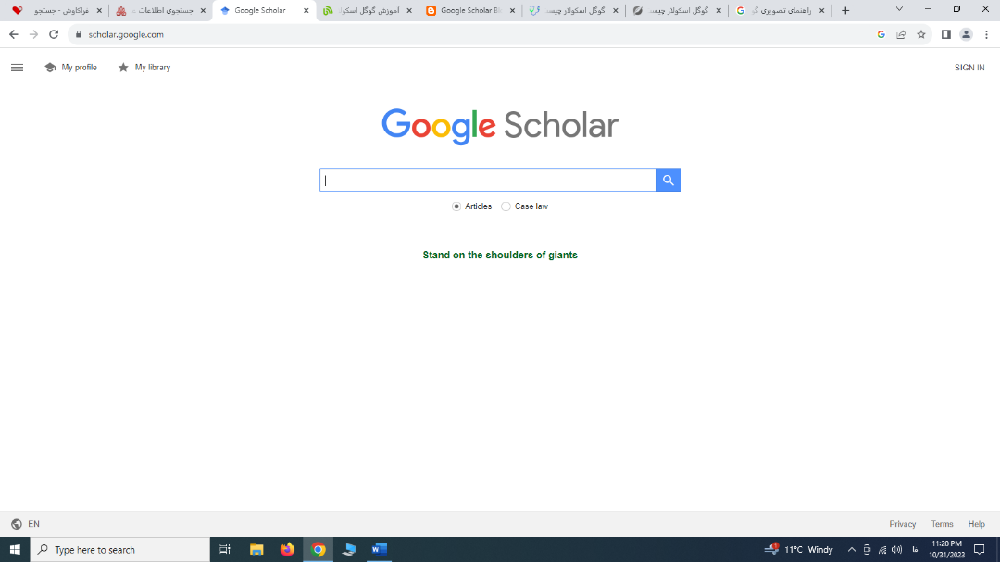 فراکاوش - جستجو
جستجوی اطلاعات
Google Scholar
آموزش گوگل اسکولار
Google Scholar Bl
گوگل اسکولار چیست
گوگل اسکولار چیست
راهنمای تصویری گ
scholar.google.com
My profile
My library
SIGN IN
Google Scholar
Articles
Case law
Stand on the shoulders of giants
EN
Privacy
Terms
Help
Type here to search
11°C Windy
فا
11:20 PM
10/31/2023